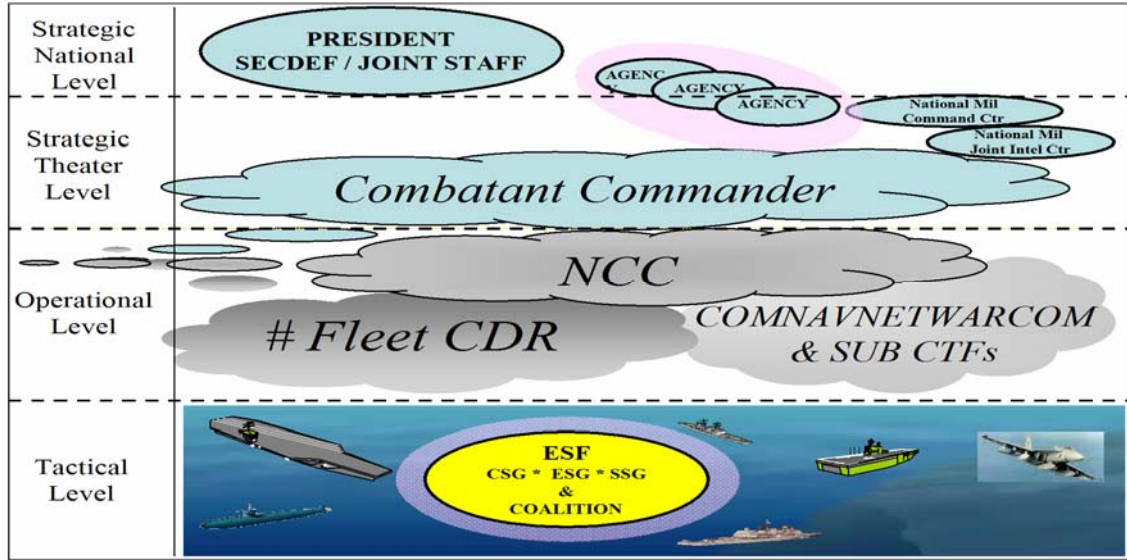 Strategic
National
Level
PRESIDENT
SECDEF / JOINT STAFF
AGENC
Y
AGENCY
AGENCY
National Mil
Command Ctr
National Mil
Joint Intel Ctr
Strategic
Theater
Level
Combatant Commander
Operational
Level
NCC
# Fleet CDR
COMNAVNETWARCOM
& SUB CTFs
Tactical
Level
ESF
CSG * ESG * SSG
&
COALITION